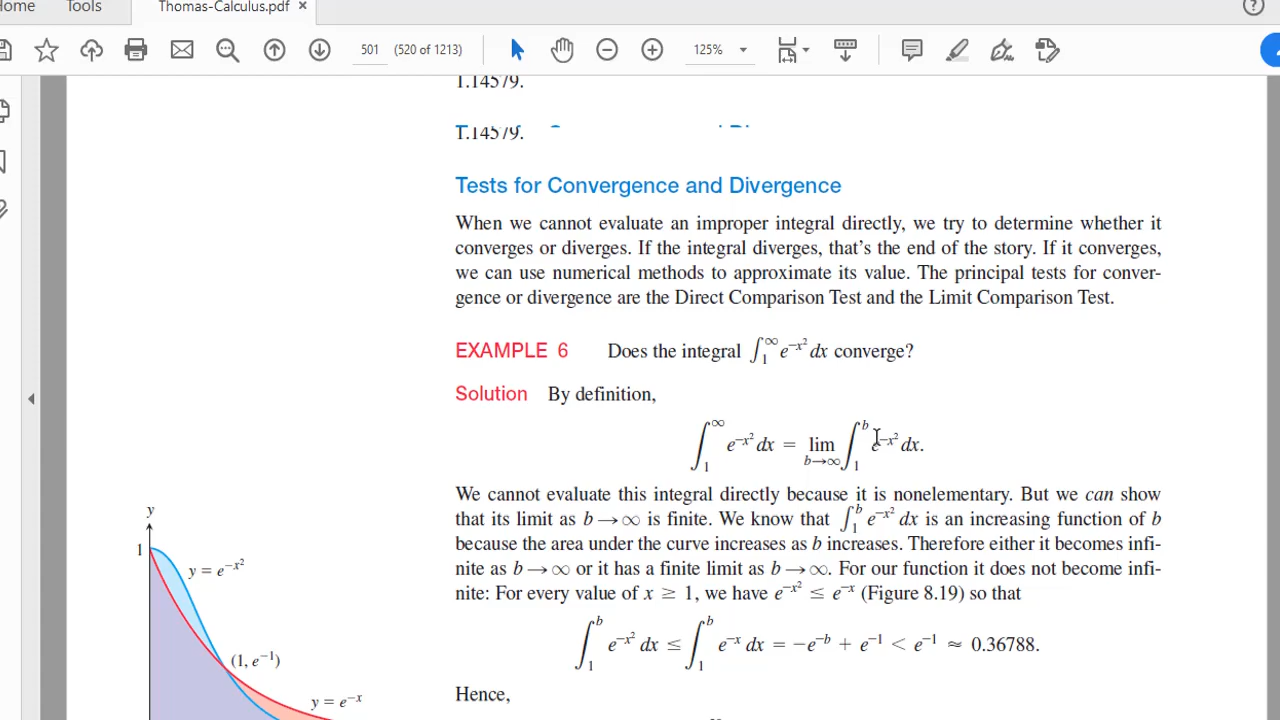 Home Tools Thomas-Calculus.pdf ×
501 (520 of 1213) 125%
T.14579.
T.14579.
Tests for Convergence and Divergence
When we cannot evaluate an improper integral directly, we try to determine whether it
converges or diverges. If the integral diverges, that's the end of the story. If it converges,
we can use numerical methods to approximate its value. The principal tests for conver-
gence or divergence are the Direct Comparison Test and the Limit Comparison Test.
EXAMPLE 6 Does the integral ∫₁^∞ e^{−x²} dx converge?
Solution By definition,
∫₁^∞ e^{−x²} dx = lim_{b→∞} ∫₁^b e^{−x²} dx.
We cannot evaluate this integral directly because it is nonelementary. But we can show
that its limit as b → ∞ is finite. We know that ∫₁^b e^{−x²} dx is an increasing function of b
because the area under the curve increases as b increases. Therefore either it becomes infi-
nite as b → ∞ or it has a finite limit as b → ∞. For our function it does not become infi-
nite: For every value of x ≥ 1, we have e^{−x²} ≤ e^{−x} (Figure 8.19) so that
∫₁^b e^{−x²} dx ≤ ∫₁^b e^{−x} dx = −e^{−b} + e^{−1} < e^{−1} ≈ 0.36788.
Hence,
y
1
y = e^{−x²}
(1, e^{−1})
y = e^{−x}